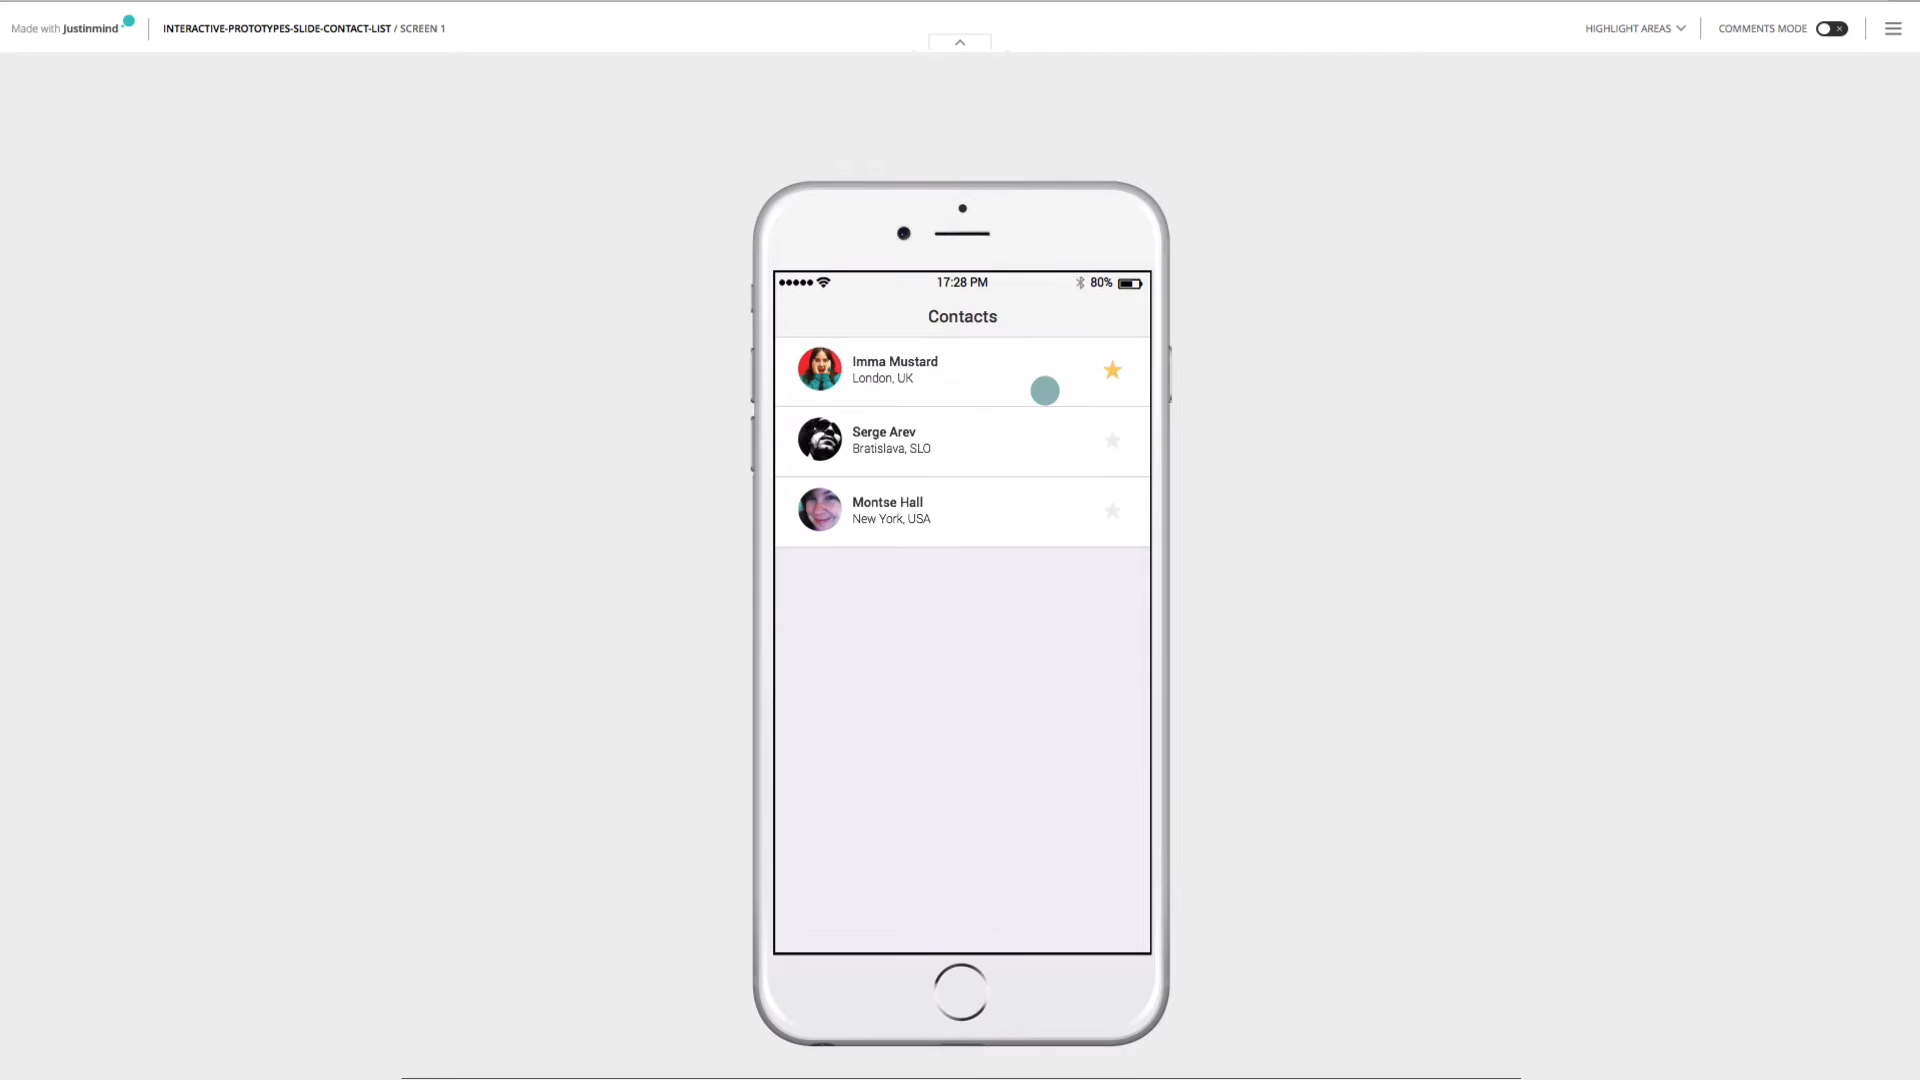 Made with Justinmind
INTERACTIVE-PROTOTYPES-SLIDE-CONTACT-LIST / SCREEN 1
HIGHLIGHT AREAS
COMMENTS MODE
17:28 PM
80%
Contacts
Imma Mustard
London, UK
Serge Arev
Bratislava, SLO
Montse Hall
New York, USA